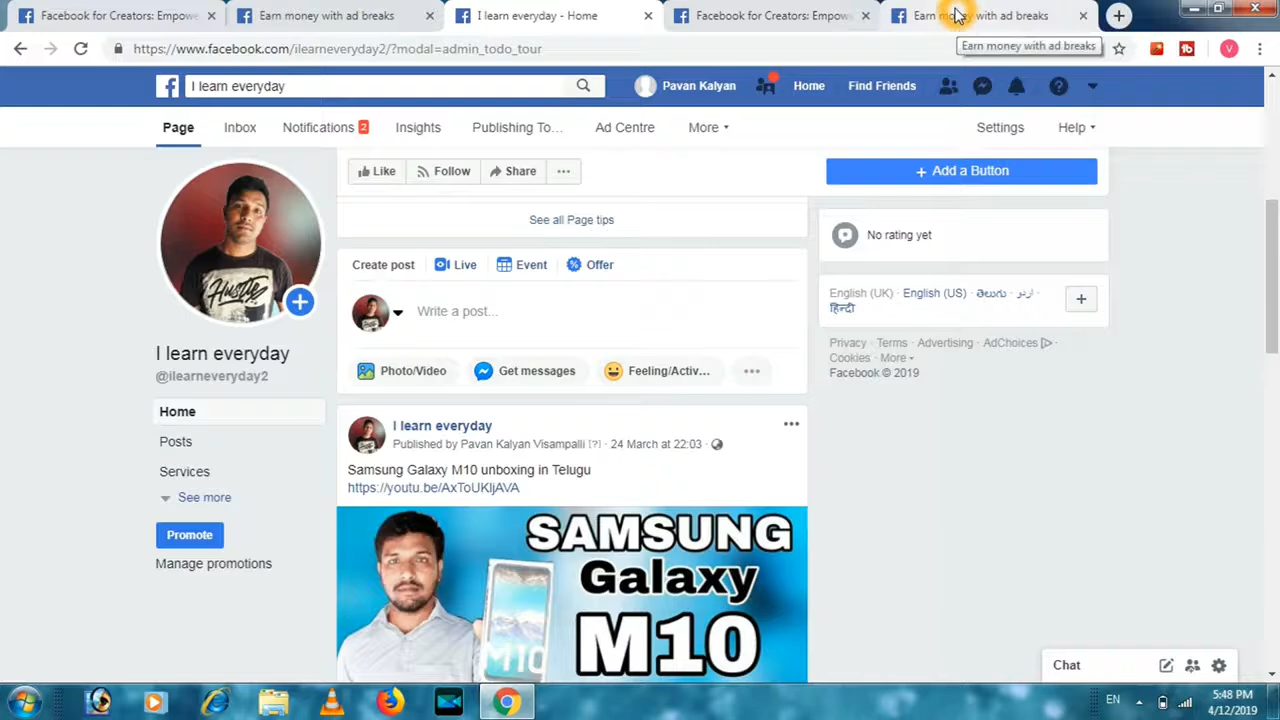 Facebook for Creators: Empowe
Earn money with ad breaks
I learn everyday - Home
Facebook for Creators: Empowe
Earn money with ad breaks
https://www.facebook.com/ilearneveryday2/?modal=admin_todo_tour
Earn money with ad breaks
I learn everyday
Pavan Kalyan
Home
Find Friends
Page
Inbox
Notifications 2
Insights
Publishing To...
Ad Centre
More
Settings
Help
Like
Follow
Share
+ Add a Button
See all Page tips
No rating yet
Create post
Live
Event
Offer
English (UK) · English (US) · తెలుగు · اردو ·
हिन्दी
Write a post...
Privacy · Terms · Advertising · AdChoices ·
Cookies · More
Facebook © 2019
HUSTLE
I learn everyday
@ilearneveryday2
Photo/Video
Get messages
Feeling/Activ...
Home
Posts
Services
See more
Promote
Manage promotions
I learn everyday
Published by Pavan Kalyan Visampalli [?] · 24 March at 22:03 ·
Samsung Galaxy M10 unboxing in Telugu
https://youtu.be/AxToUKIjAVA
SAMSUNG
Galaxy
M10
M10
Chat
EN
5:48 PM
4/12/2019